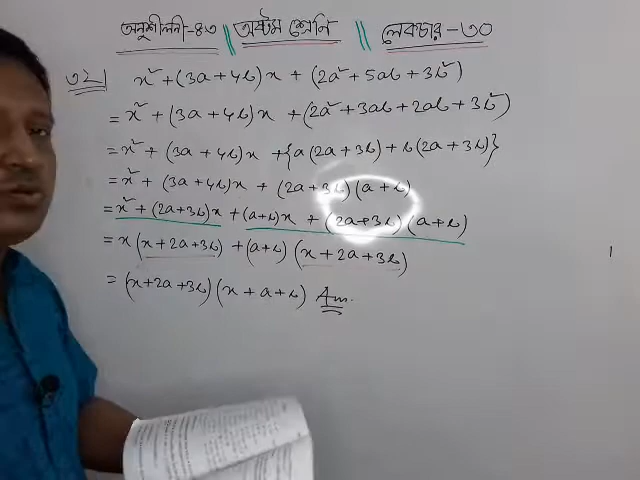 অনুশীলনী-৪.৩ || অষ্টম শ্রেনি || লেকচার-৩০
৩২। x² + (3a + 4b)x + (2a² + 5ab + 3b²)
= x² + (3a + 4b)x + (2a² + 3ab + 2ab + 3b²)
= x² + (3a + 4b)x + {a(2a + 3b) + b(2a + 3b)}
= x² + (3a + 4b)x + (2a + 3b)(a + b)
= x² + (2a + 3b)x + (a + b)x + (2a + 3b)(a + b)
= x(x + 2a + 3b) + (a + b)(x + 2a + 3b)
= (x + 2a + 3b)(x + a + b) Ans.